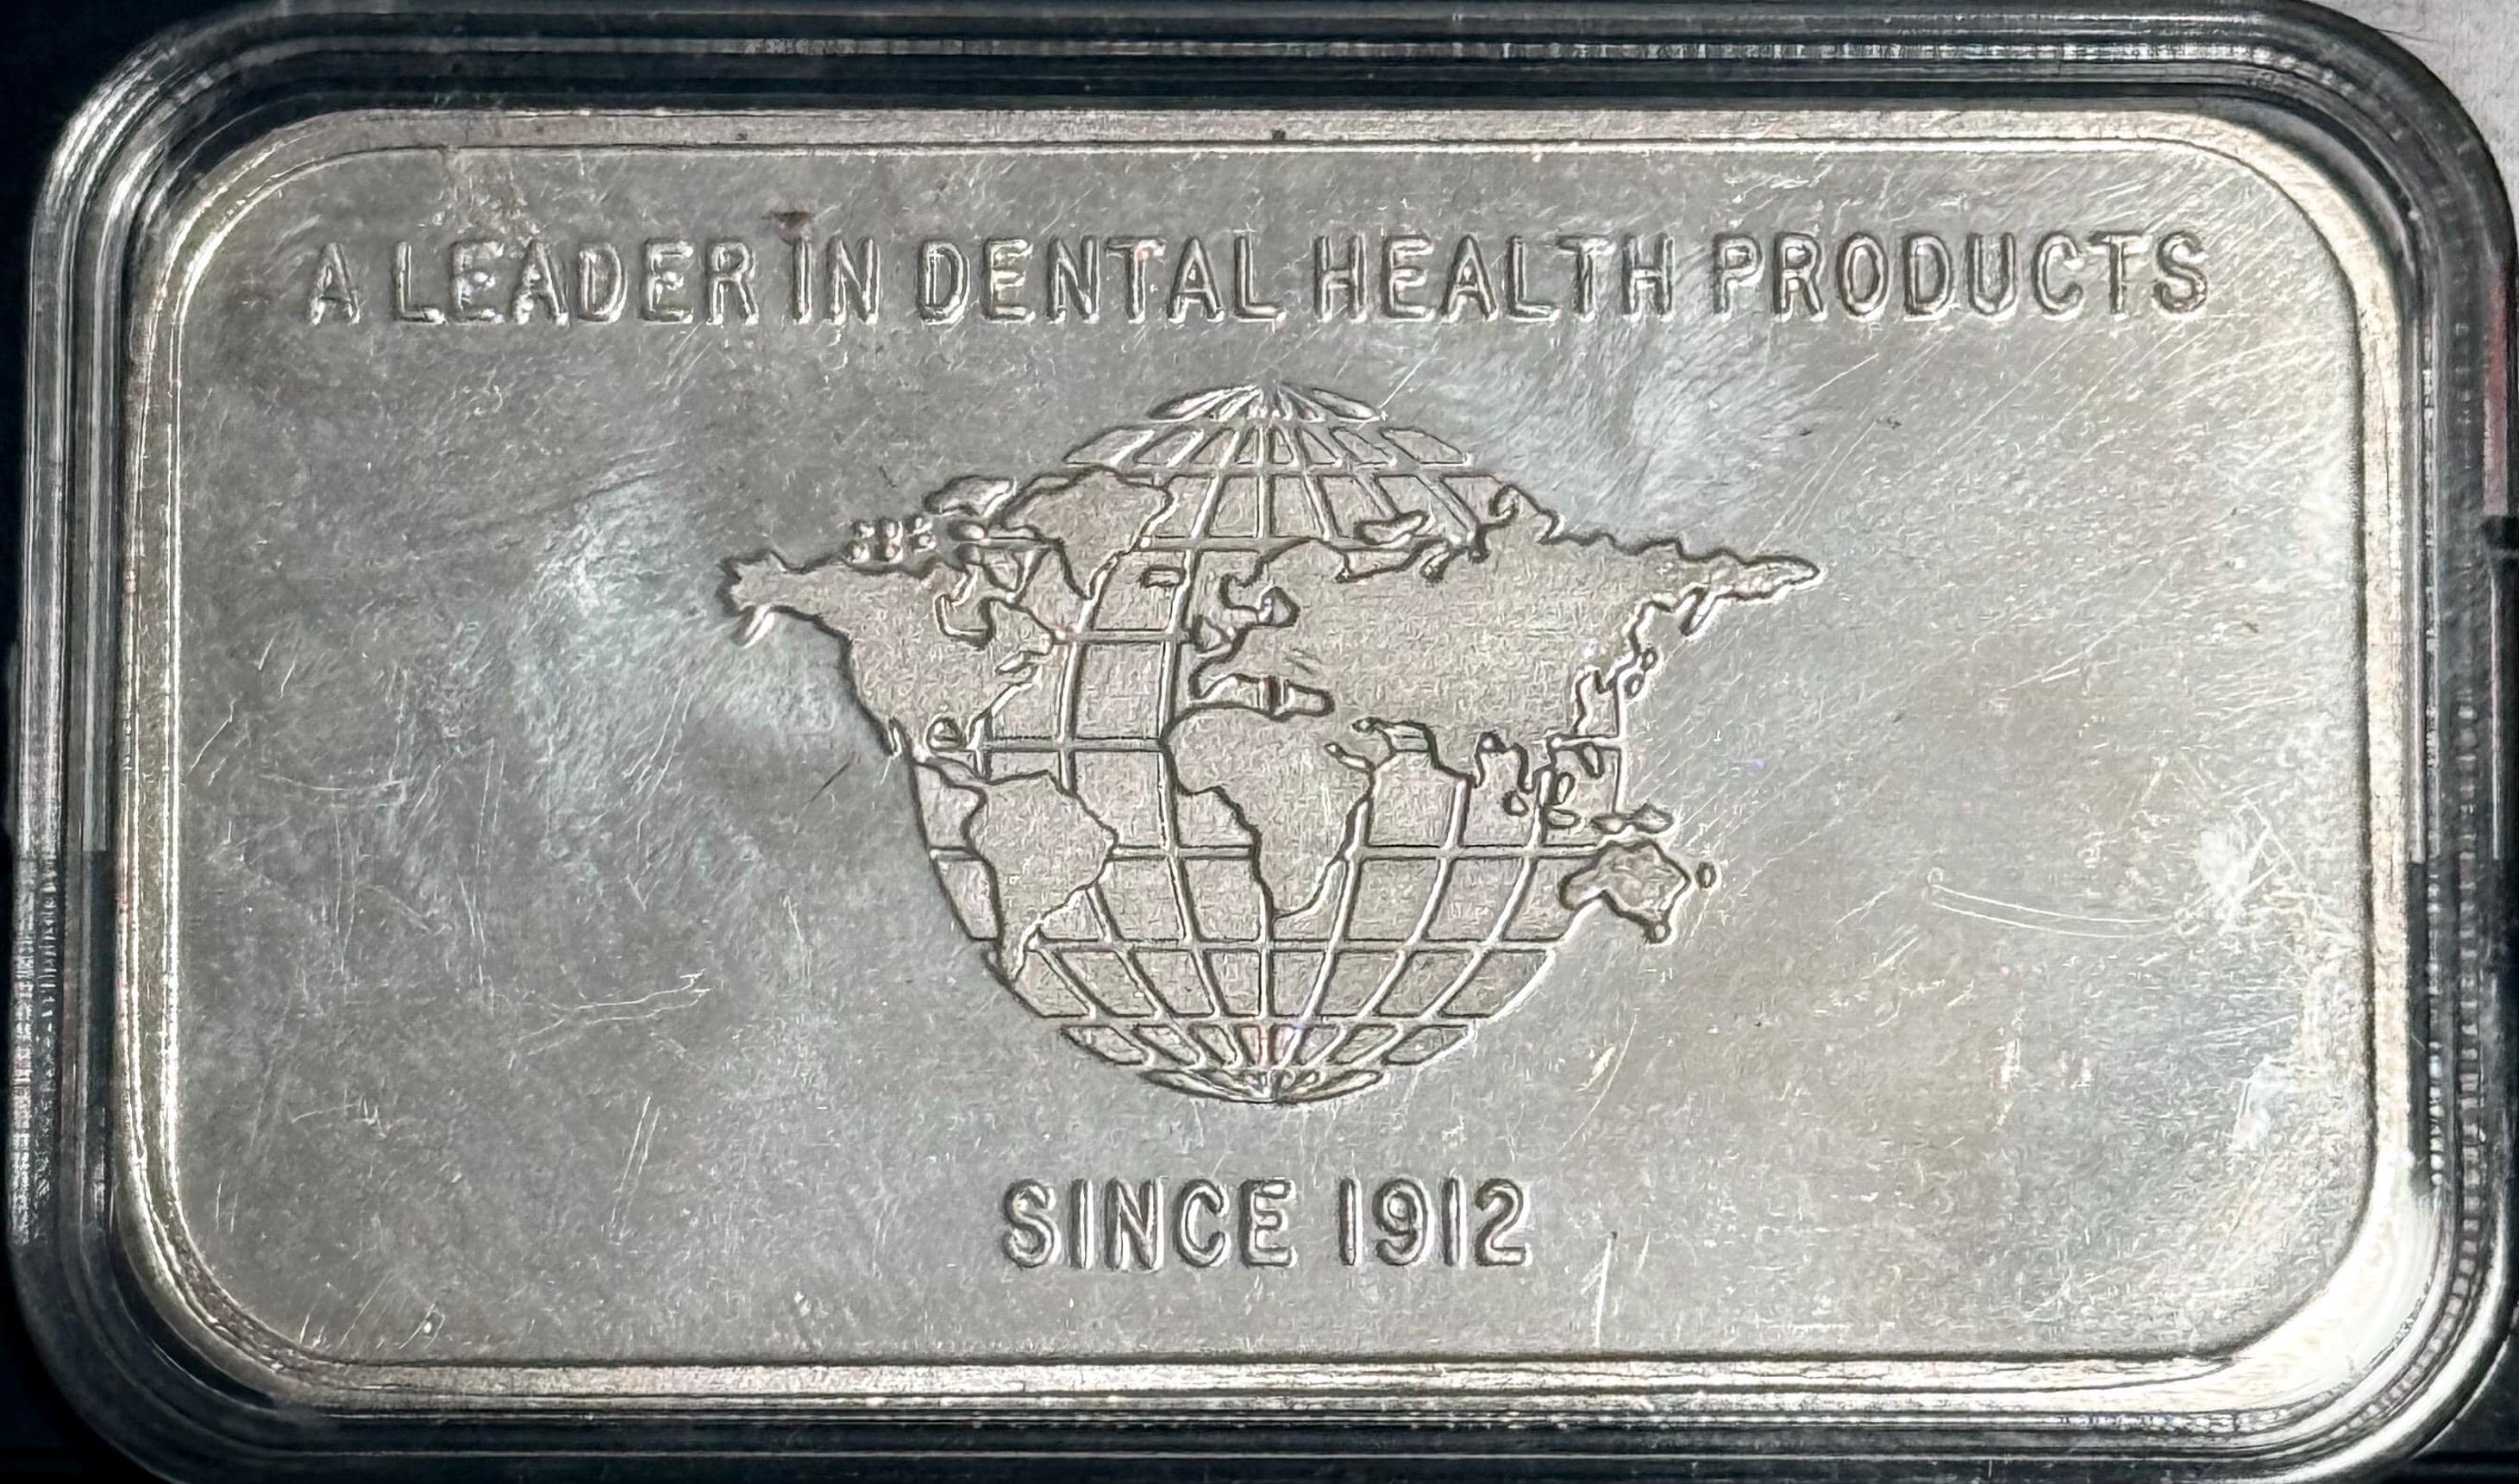 A LEADER IN DENTAL HEALTH PRODUCTS
SINCE 1912